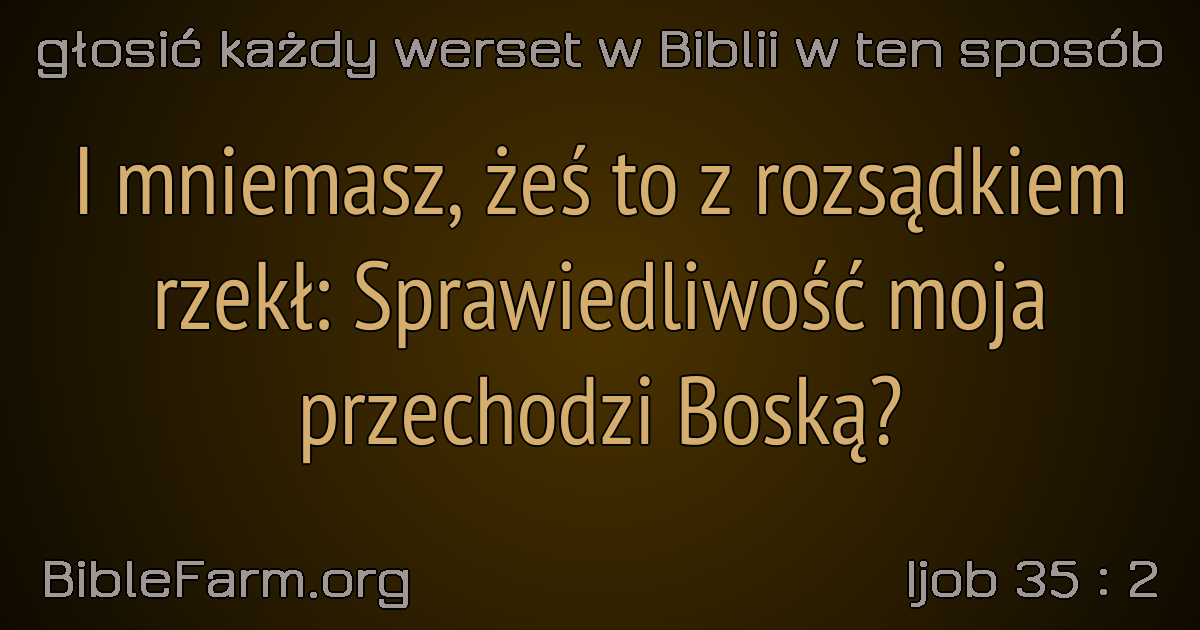 głosić każdy werset w Biblii w ten sposób
I mniemasz, żeś to z rozsądkiem
rzekł: Sprawiedliwość moja
przechodzi Boską?
BibleFarm.org
Ijob 35 : 2